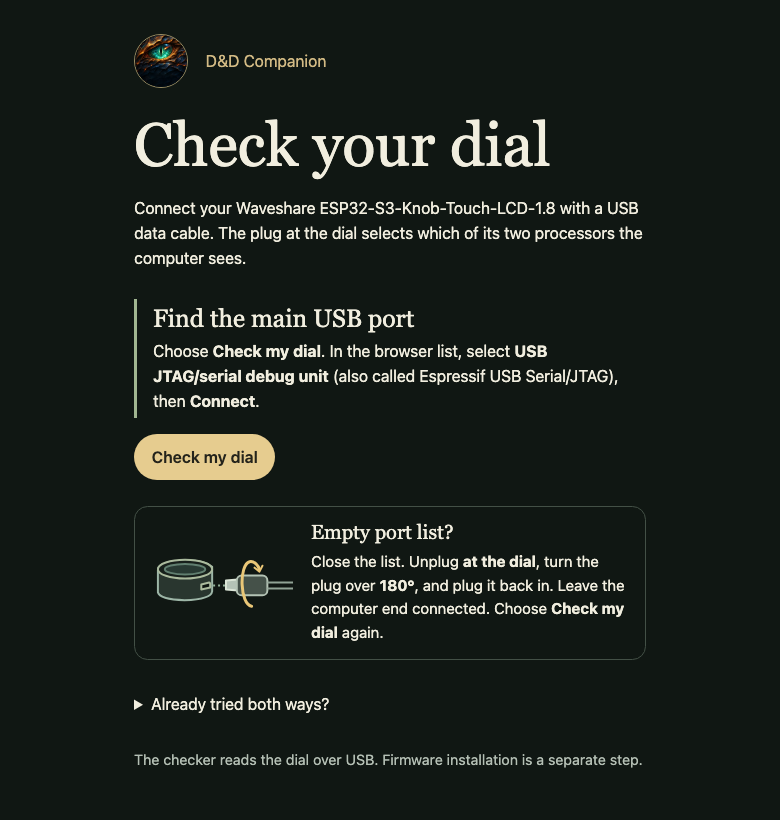 D&D Companion
Check your dial
Connect your Waveshare ESP32-S3-Knob-Touch-LCD-1.8 with a USB
data cable. The plug at the dial selects which of its two processors the
computer sees.
Find the main USB port
Choose Check my dial. In the browser list, select USB
JTAG/serial debug unit (also called Espressif USB Serial/JTAG),
then Connect.
Check my dial
Empty port list?
Close the list. Unplug at the dial, turn the
plug over 180°, and plug it back in. Leave the
computer end connected. Choose Check my
dial again.
Already tried both ways?
The checker reads the dial over USB. Firmware installation is a separate step.